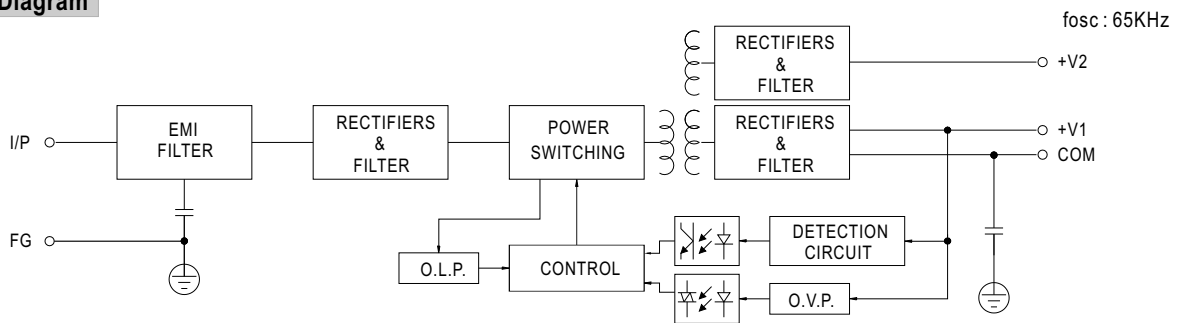 Diagram
fosc : 65KHz
RECTIFIERS
&
FILTER
+V2
I/P
EMI
FILTER
RECTIFIERS
&
FILTER
POWER
SWITCHING
RECTIFIERS
&
FILTER
+V1
COM
FG
O.L.P.
CONTROL
DETECTION
CIRCUIT
O.V.P.